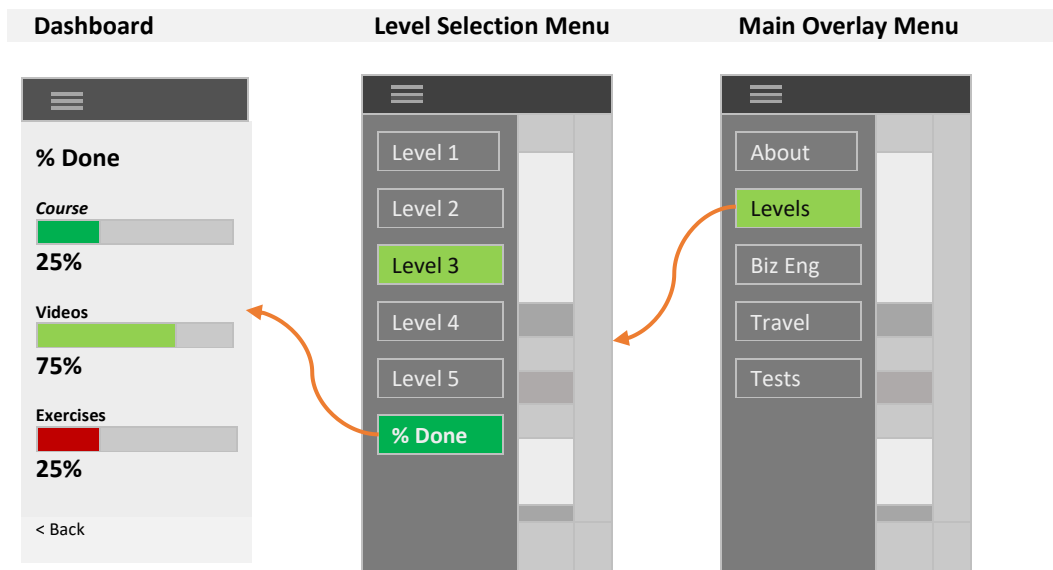 Dashboard
Level Selection Menu
Main Overlay Menu
% Done
Course
25%
Videos
75%
Exercises
25%
< Back
Level 1
Level 2
Level 3
Level 4
Level 5
% Done
About
Levels
Biz Eng
Travel
Tests